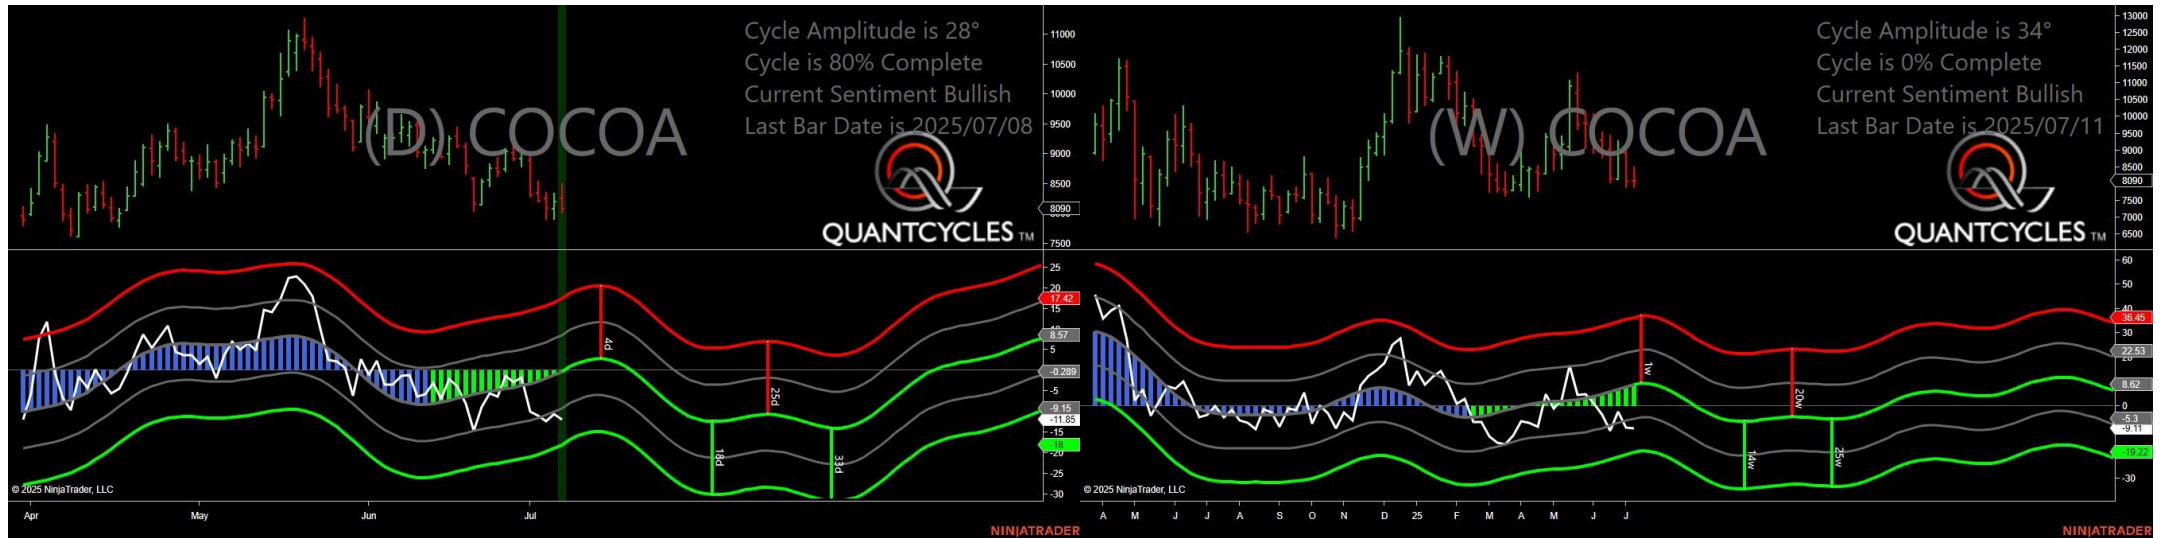 Cycle Amplitude is 28°
Cycle is 80% Complete
Current Sentiment Bullish
Last Bar Date is 2025/07/08
(D) COCOA
QUANTCYCLES TM
11000
10500
10000
9500
9000
8500
8090
7500
25
20
17.42
15
8.57
5
-0.289
-5
-9.15
-11.85
-15
-18
-20
-25
-30
4d
25d
18d
33d
© 2025 NinjaTrader, LLC
Apr May Jun Jul
NINJATRADER
Cycle Amplitude is 34°
Cycle is 0% Complete
Current Sentiment Bullish
Last Bar Date is 2025/07/11
(W) COCOA
QUANTCYCLES TM
13000
12500
12000
11500
11000
10500
10000
9500
9000
8500
8090
7500
7000
6500
60
50
40
36.45
30
22.53
20
8.62
0
-5.3
-9.11
-19.22
-30
1w
20w
14w
25w
© 2025 NinjaTrader, LLC
A M J J A S O N D 25 F M A M J J
NINJATRADER